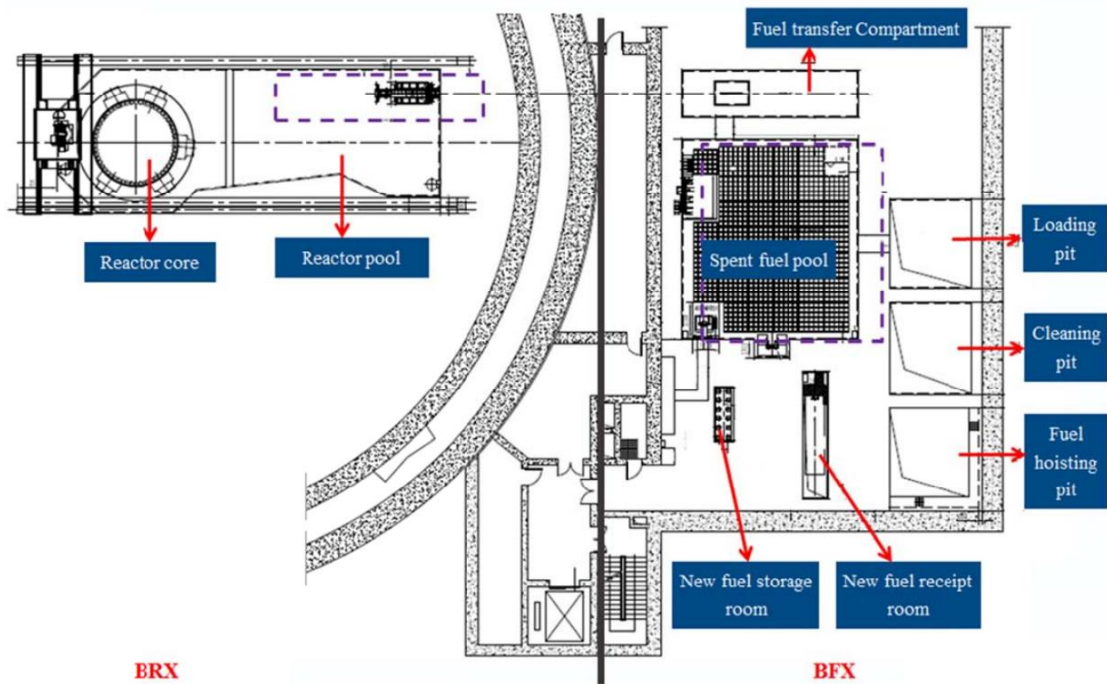 Fuel transfer Compartment
Reactor core
Reactor pool
Spent fuel pool
Loading
pit
Cleaning
pit
Fuel
hoisting
pit
New fuel storage
room
New fuel receipt
room
BRX
BFX